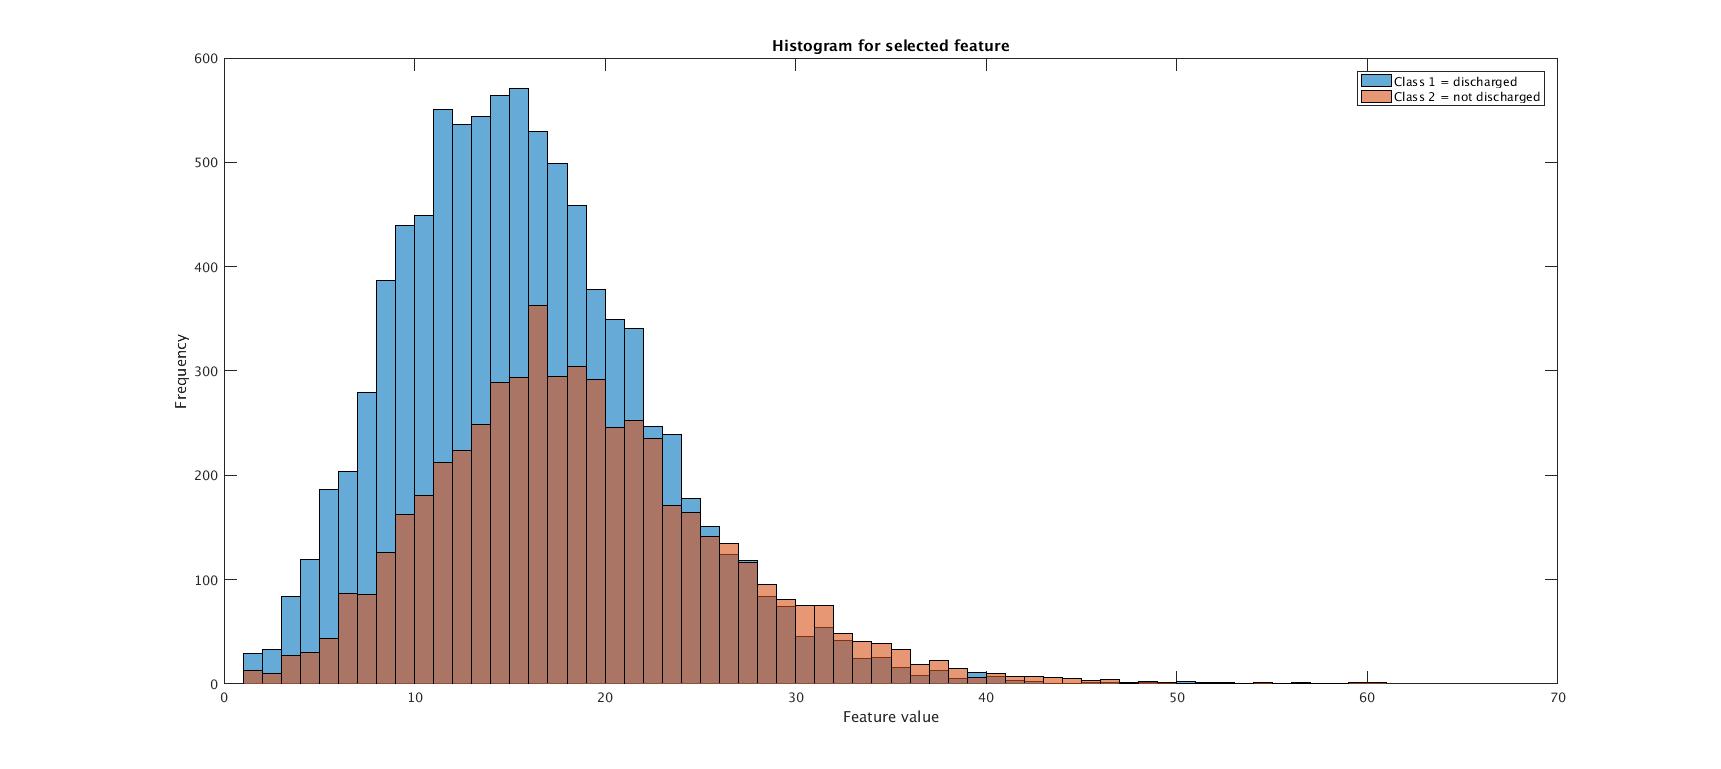 Histogram for selected feature
Class 1 = discharged
Class 2 = not discharged
600
500
400
300
200
100
0
Frequency
0 10 20 30 40 50 60 70
Feature value